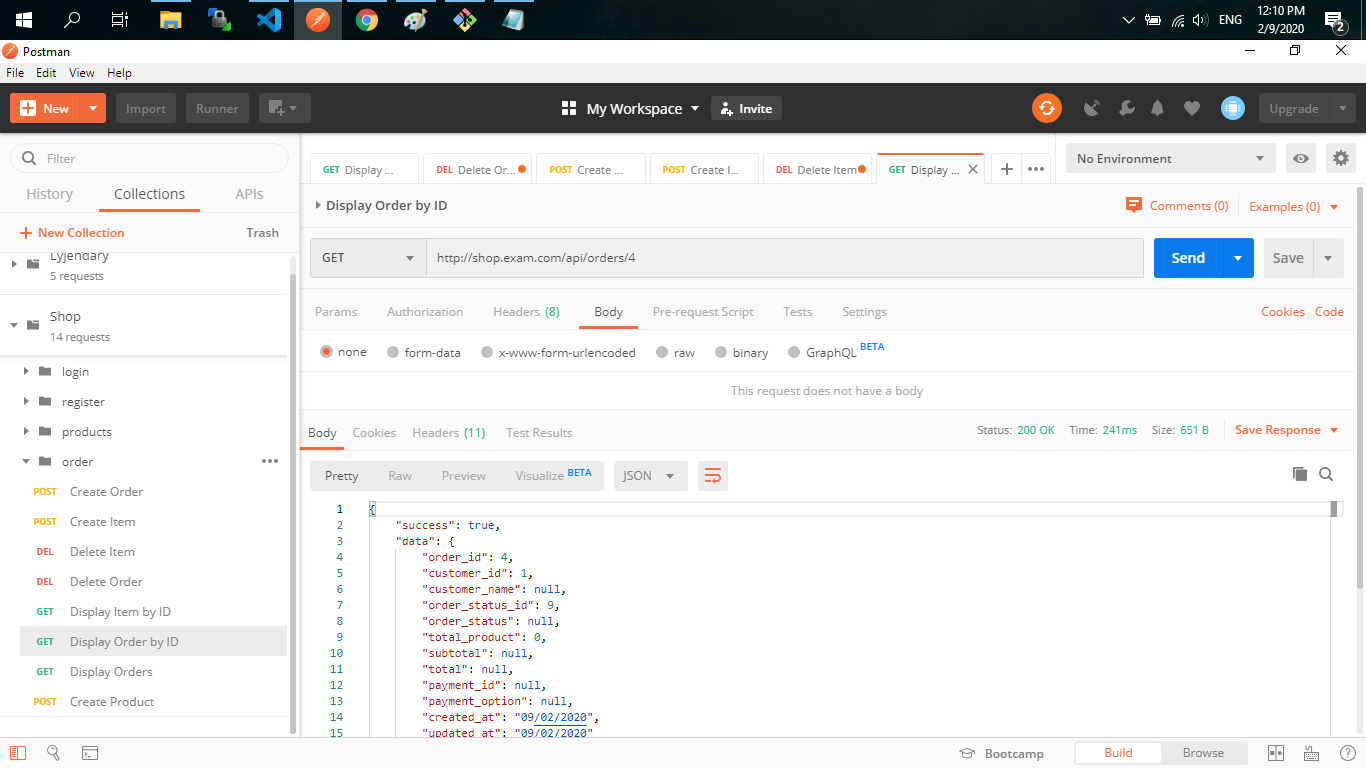 ENG
12:10 PM
2/9/2020
2
Postman
File Edit View Help
New Import Runner My Workspace Invite Upgrade
Filter
History Collections APIs
New Collection Trash
Lyjendary
5 requests
Shop
14 requests
login
register
products
order
POST Create Order
POST Create Item
DEL Delete Item
DEL Delete Order
GET Display Item by ID
GET Display Order by ID
GET Display Orders
POST Create Product
GET Display ... DEL Delete Or... POST Create ... POST Create I... DEL Delete Item GET Display ...
No Environment
Display Order by ID
Comments (0) Examples (0)
GET http://shop.exam.com/api/orders/4 Send Save
Params Authorization Headers (8) Body Pre-request Script Tests Settings Cookies Code
none form-data x-www-form-urlencoded raw binary GraphQL BETA
This request does not have a body
Body Cookies Headers (11) Test Results Status: 200 OK Time: 241ms Size: 651 B Save Response
Pretty Raw Preview Visualize BETA JSON
1 {
2 "success": true,
3 "data": {
4 "order_id": 4,
5 "customer_id": 1,
6 "customer_name": null,
7 "order_status_id": 9,
8 "order_status": null,
9 "total_product": 0,
10 "subtotal": null,
11 "total": null,
12 "payment_id": null,
13 "payment_option": null,
14 "created_at": "09/02/2020",
15 "updated_at": "09/02/2020"
Bootcamp Build Browse